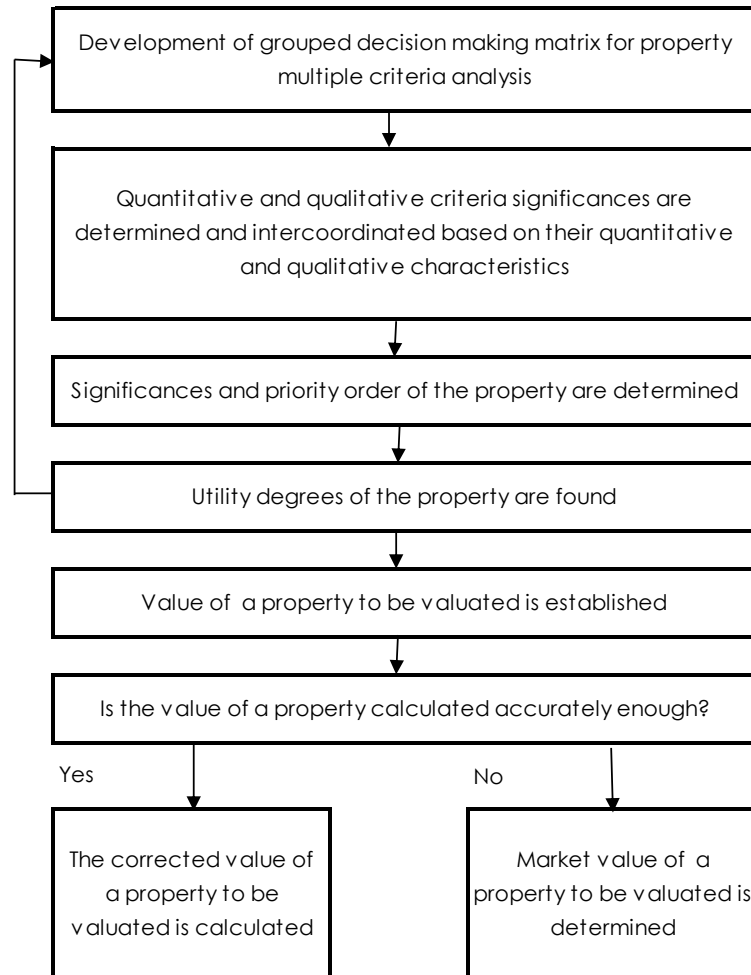 Development of grouped decision making matrix for property
multiple criteria analysis
Quantitative and qualitative criteria significances are
determined and intercoordinated based on their quantitative
and qualitative characteristics
Significances and priority order of the property are determined
Utility degrees of the property are found
Value of a property to be valuated is established
Is the value of a property calculated accurately enough?
Yes
No
The corrected value of
a property to be
valuated is calculated
Market value of a
property to be valuated is
determined